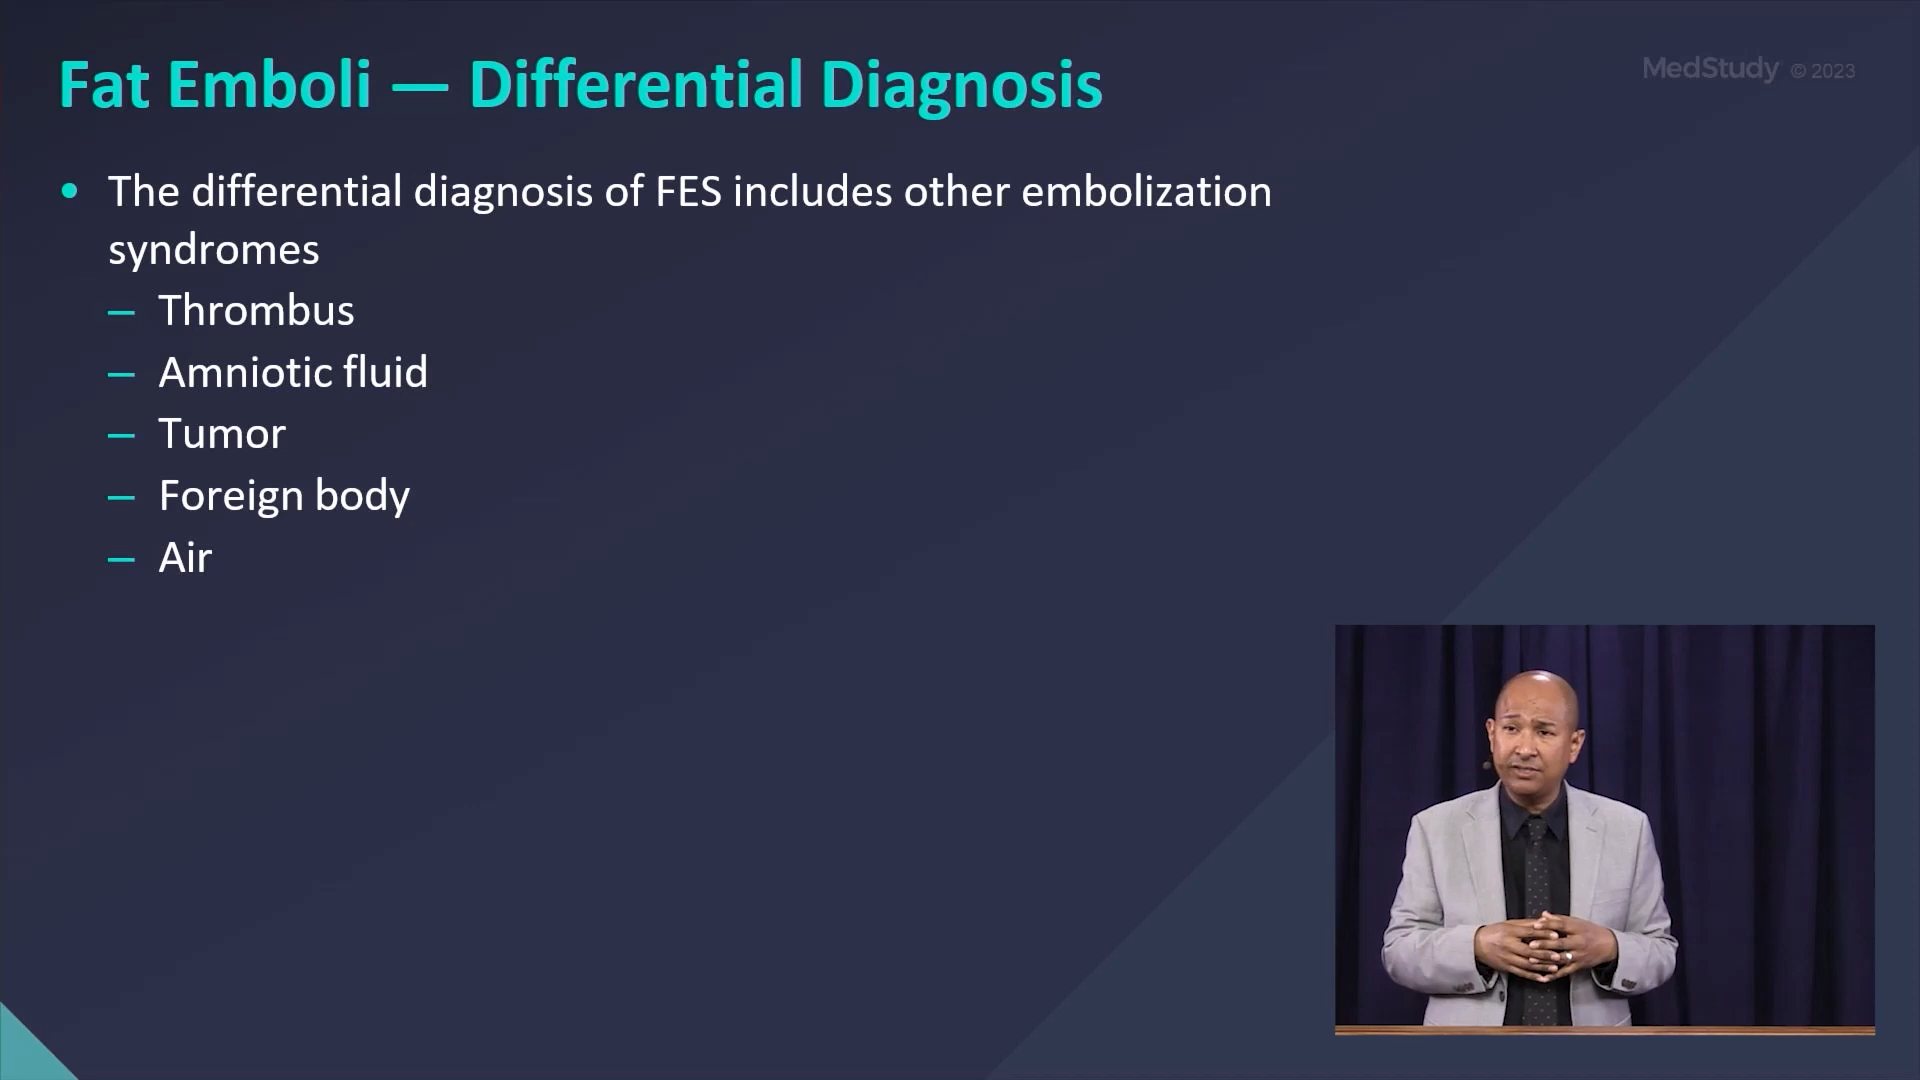 Fat Emboli — Differential Diagnosis
MedStudy © 2023
• The differential diagnosis of FES includes other embolization
syndromes
– Thrombus
– Amniotic fluid
– Tumor
– Foreign body
– Air